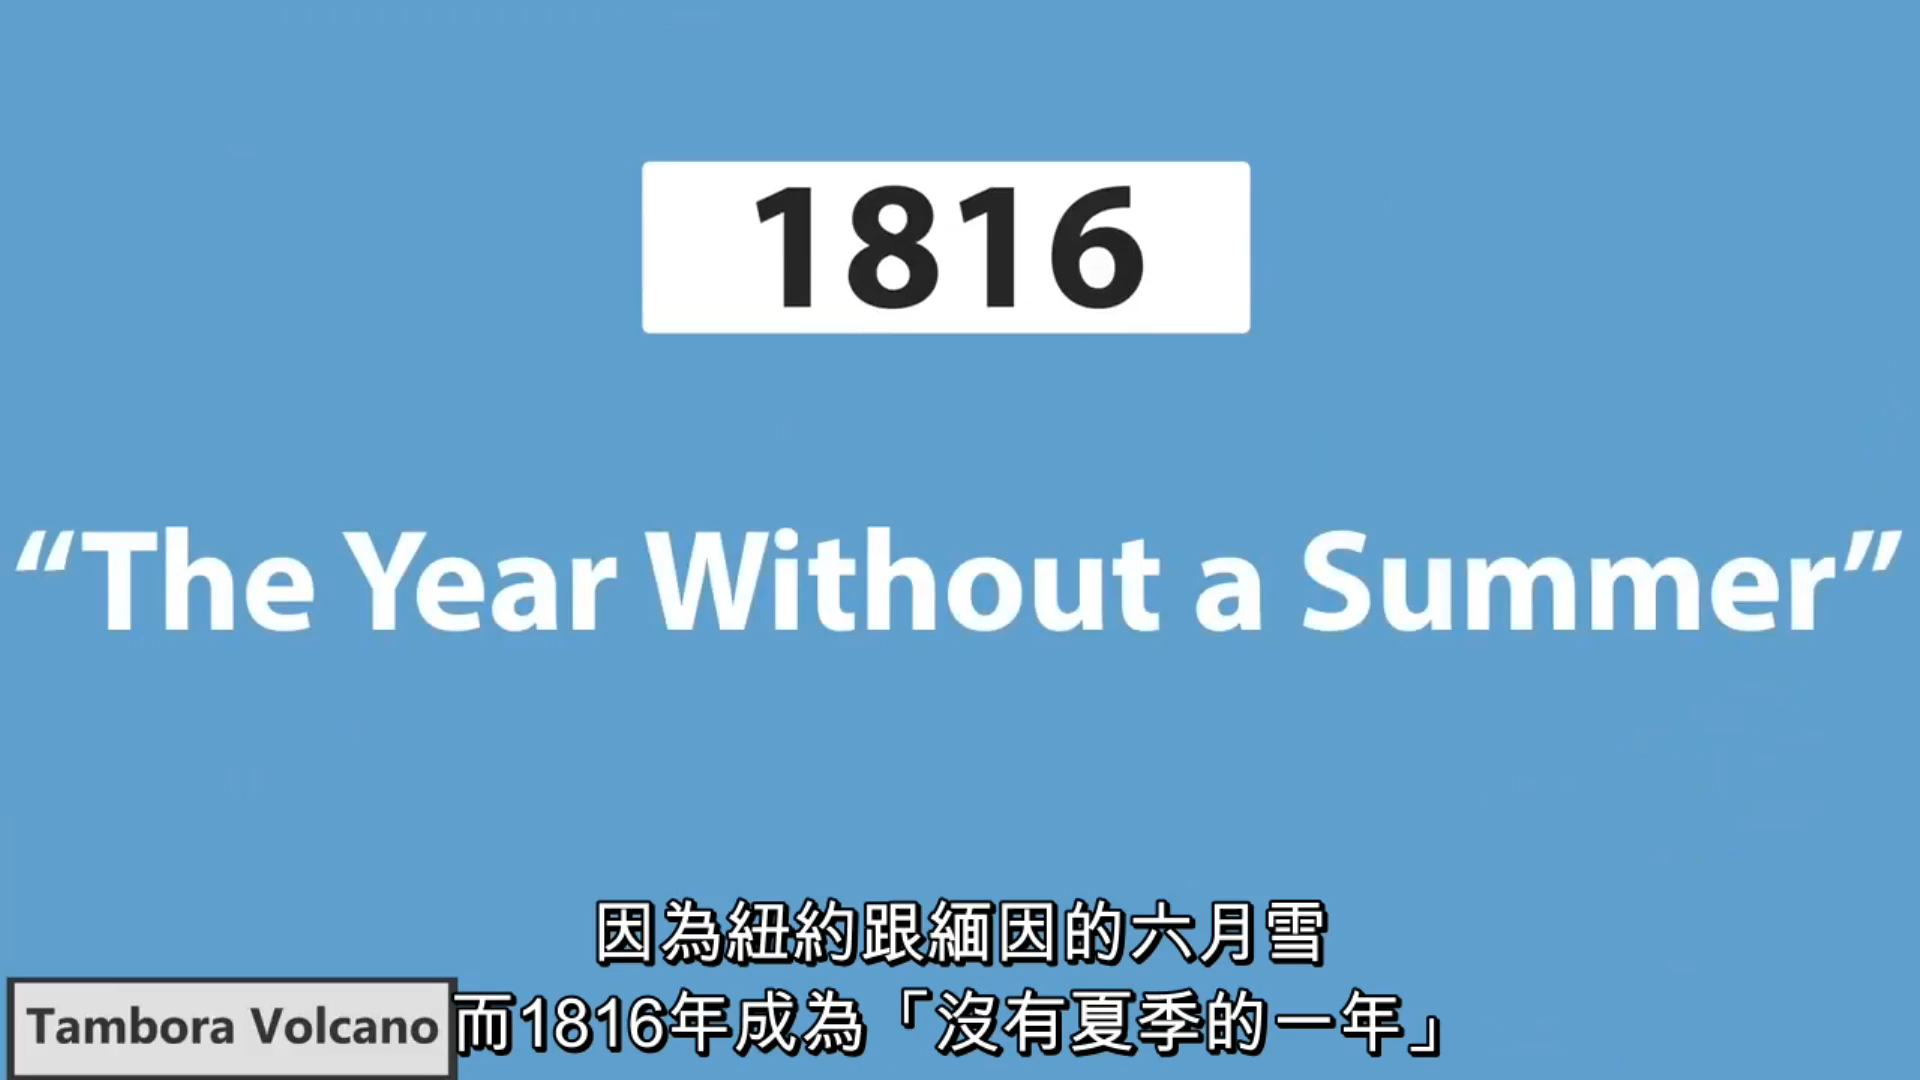 1816
“The Year Without a Summer”
因為紐約跟緬因的六月雪
Tambora Volcano
而1816年成為「沒有夏季的一年」